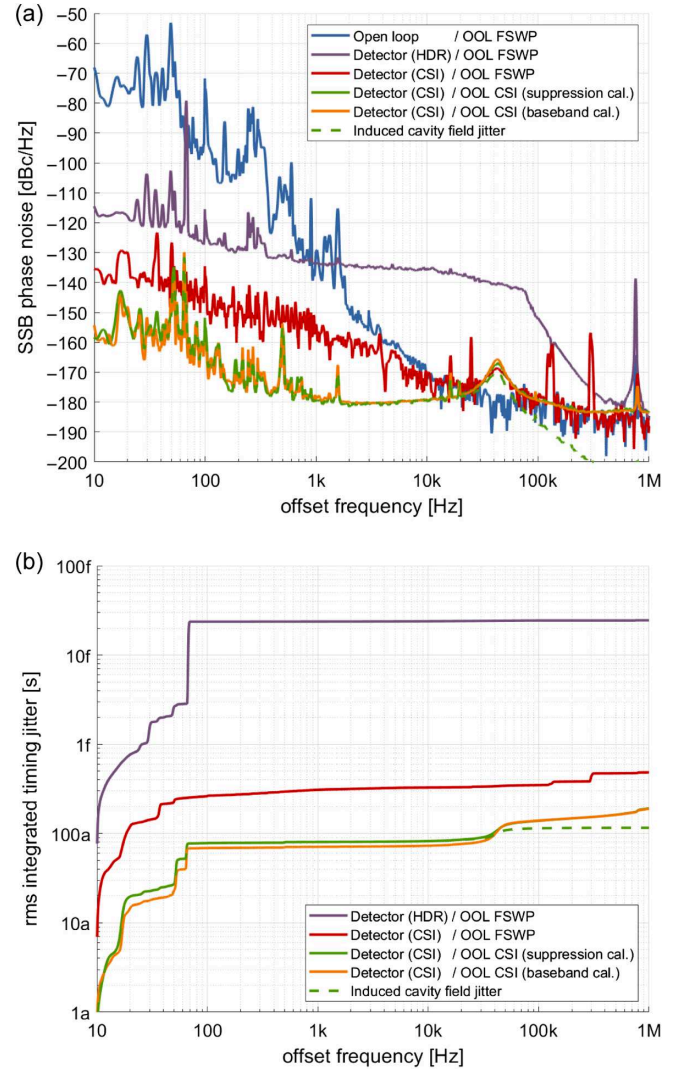 (a)
SSB phase noise [dBc/Hz]
−50
−60
−70
−80
−90
−100
−110
−120
−130
−140
−150
−160
−170
−180
−190
−200
Open loop / OOL FSWP
Detector (HDR) / OOL FSWP
Detector (CSI) / OOL FSWP
Detector (CSI) / OOL CSI (suppression cal.)
Detector (CSI) / OOL CSI (baseband cal.)
Induced cavity field jitter
10 100 1k 10k 100k 1M
offset frequency [Hz]
(b)
rms integrated timing jitter [s]
100f
10f
1f
100a
10a
1a
Detector (HDR) / OOL FSWP
Detector (CSI) / OOL FSWP
Detector (CSI) / OOL CSI (suppression cal.)
Detector (CSI) / OOL CSI (baseband cal.)
Induced cavity field jitter
10 100 1k 10k 100k 1M
offset frequency [Hz]